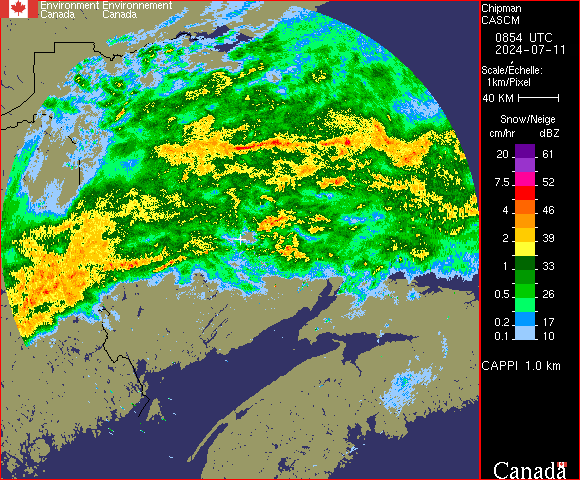 Environment Environnement
Canada Canada
Chipman
CASCM
0854 UTC
2024-07-11
Scale/Échelle:
1km/Pixel
40 KM
Snow/Neige
cm/hr dBZ
20 61
7.5 52
4 46
2 39
1 33
0.5 26
0.2 17
0.1 10
CAPPI 1.0 km
Canada